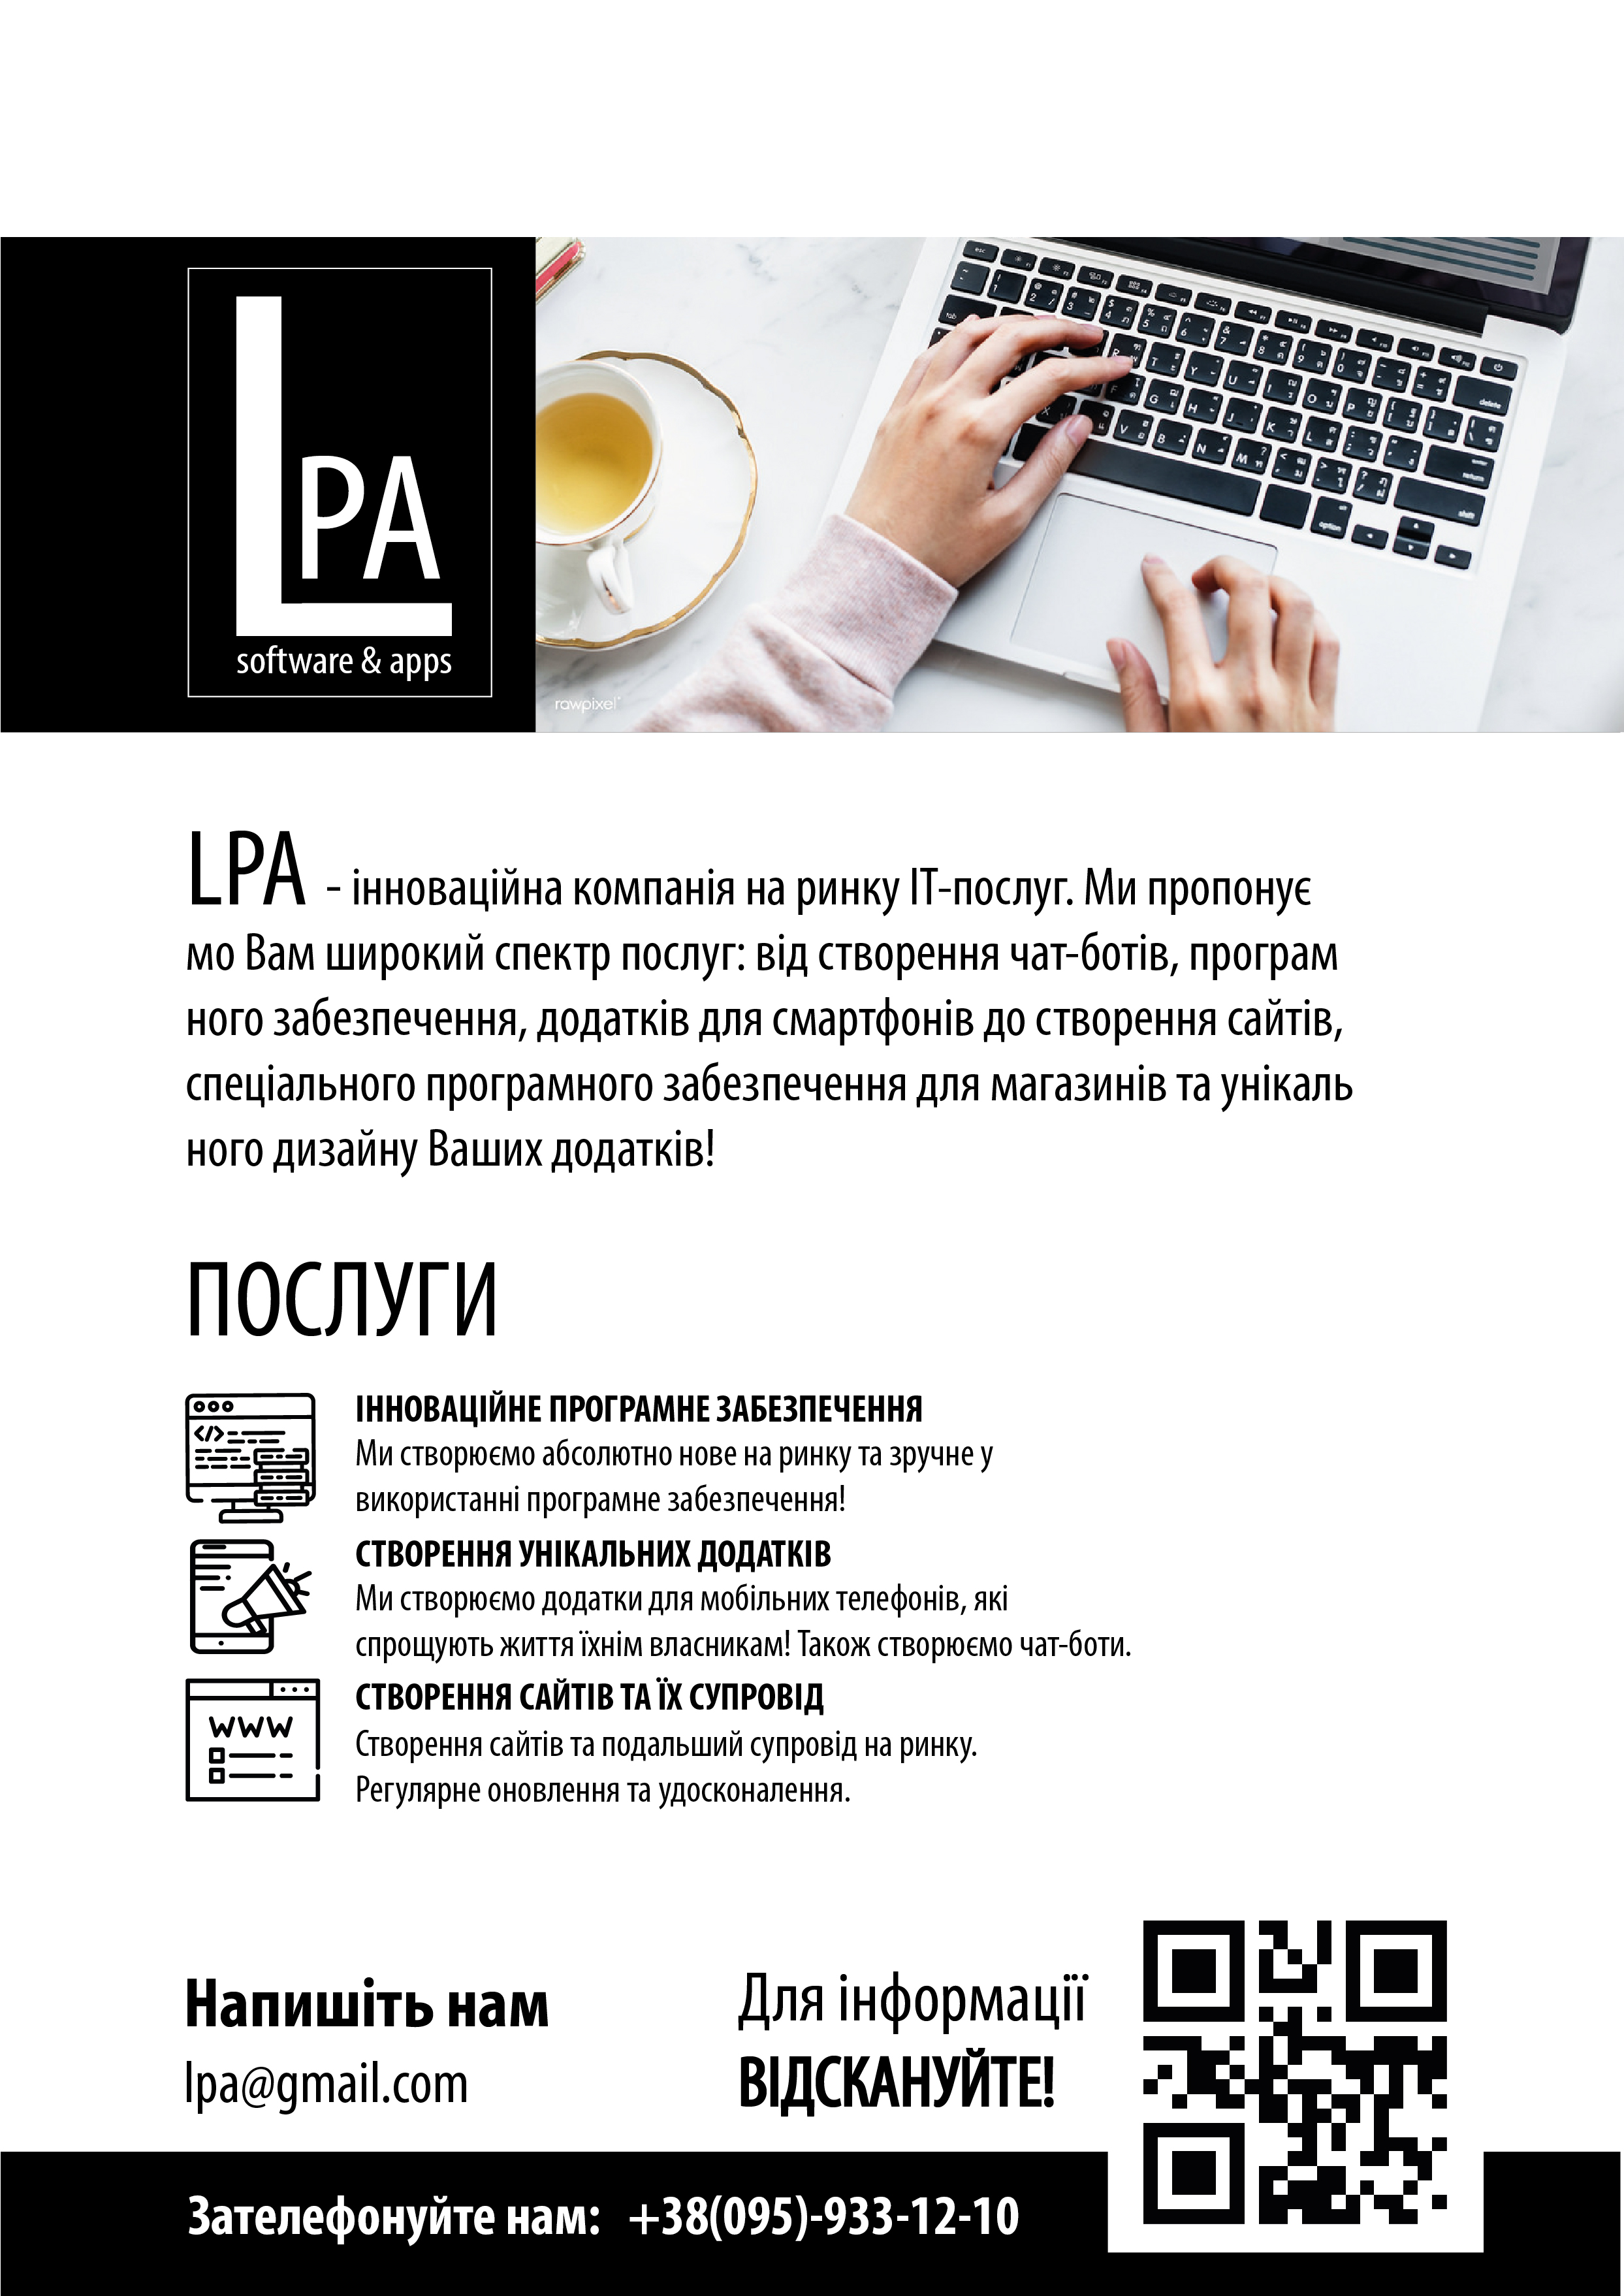 LPA
software & apps
rawpixel
LPA - інноваційна компанія на ринку ІТ-послуг. Ми пропонує
мо Вам широкий спектр послуг: від створення чат-ботів, програм
ного забезпечення, додатків для смартфонів до створення сайтів,
спеціального програмного забезпечення для магазинів та унікаль
ного дизайну Ваших додатків!
ПОСЛУГИ
ІННОВАЦІЙНЕ ПРОГРАМНЕ ЗАБЕЗПЕЧЕННЯ
Ми створюємо абсолютно нове на ринку та зручне у
використанні програмне забезпечення!
СТВОРЕННЯ УНІКАЛЬНИХ ДОДАТКІВ
Ми створюємо додатки для мобільних телефонів, які
спрощують життя їхнім власникам! Також створюємо чат-боти.
WWW
СТВОРЕННЯ САЙТІВ ТА ЇХ СУПРОВІД
Створення сайтів та подальший супровід на ринку.
Регулярне оновлення та удосконалення.
Напишіть нам
lpa@gmail.com
Для інформації
ВІДСКАНУЙТЕ!
Зателефонуйте нам: +38(095)-933-12-10